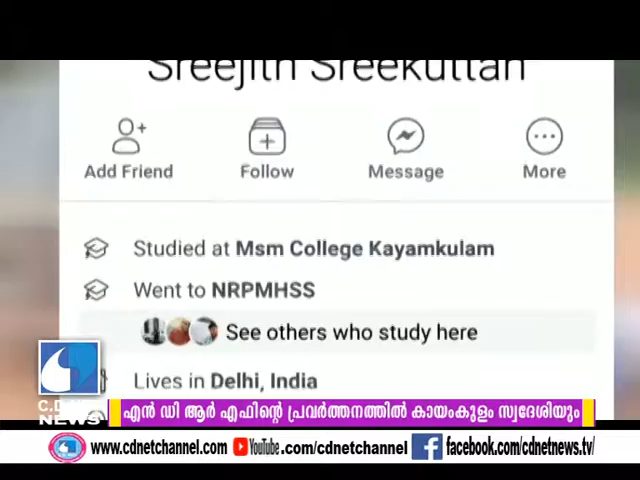 Sreejith Sreekuttan
Add Friend
Follow
Message
More
Studied at Msm College Kayamkulam
Went to NRPMHSS
See others who study here
Lives in Delhi, India
C.D.NET NEWS
എൻ ഡി ആർ എഫിന്റെ പ്രവർത്തനത്തിൽ കായംകുളം സ്വദേശിയും
www.cdnetchannel.com
YouTube.com/cdnetchannel
facebook.com/cdnetnews.tv/